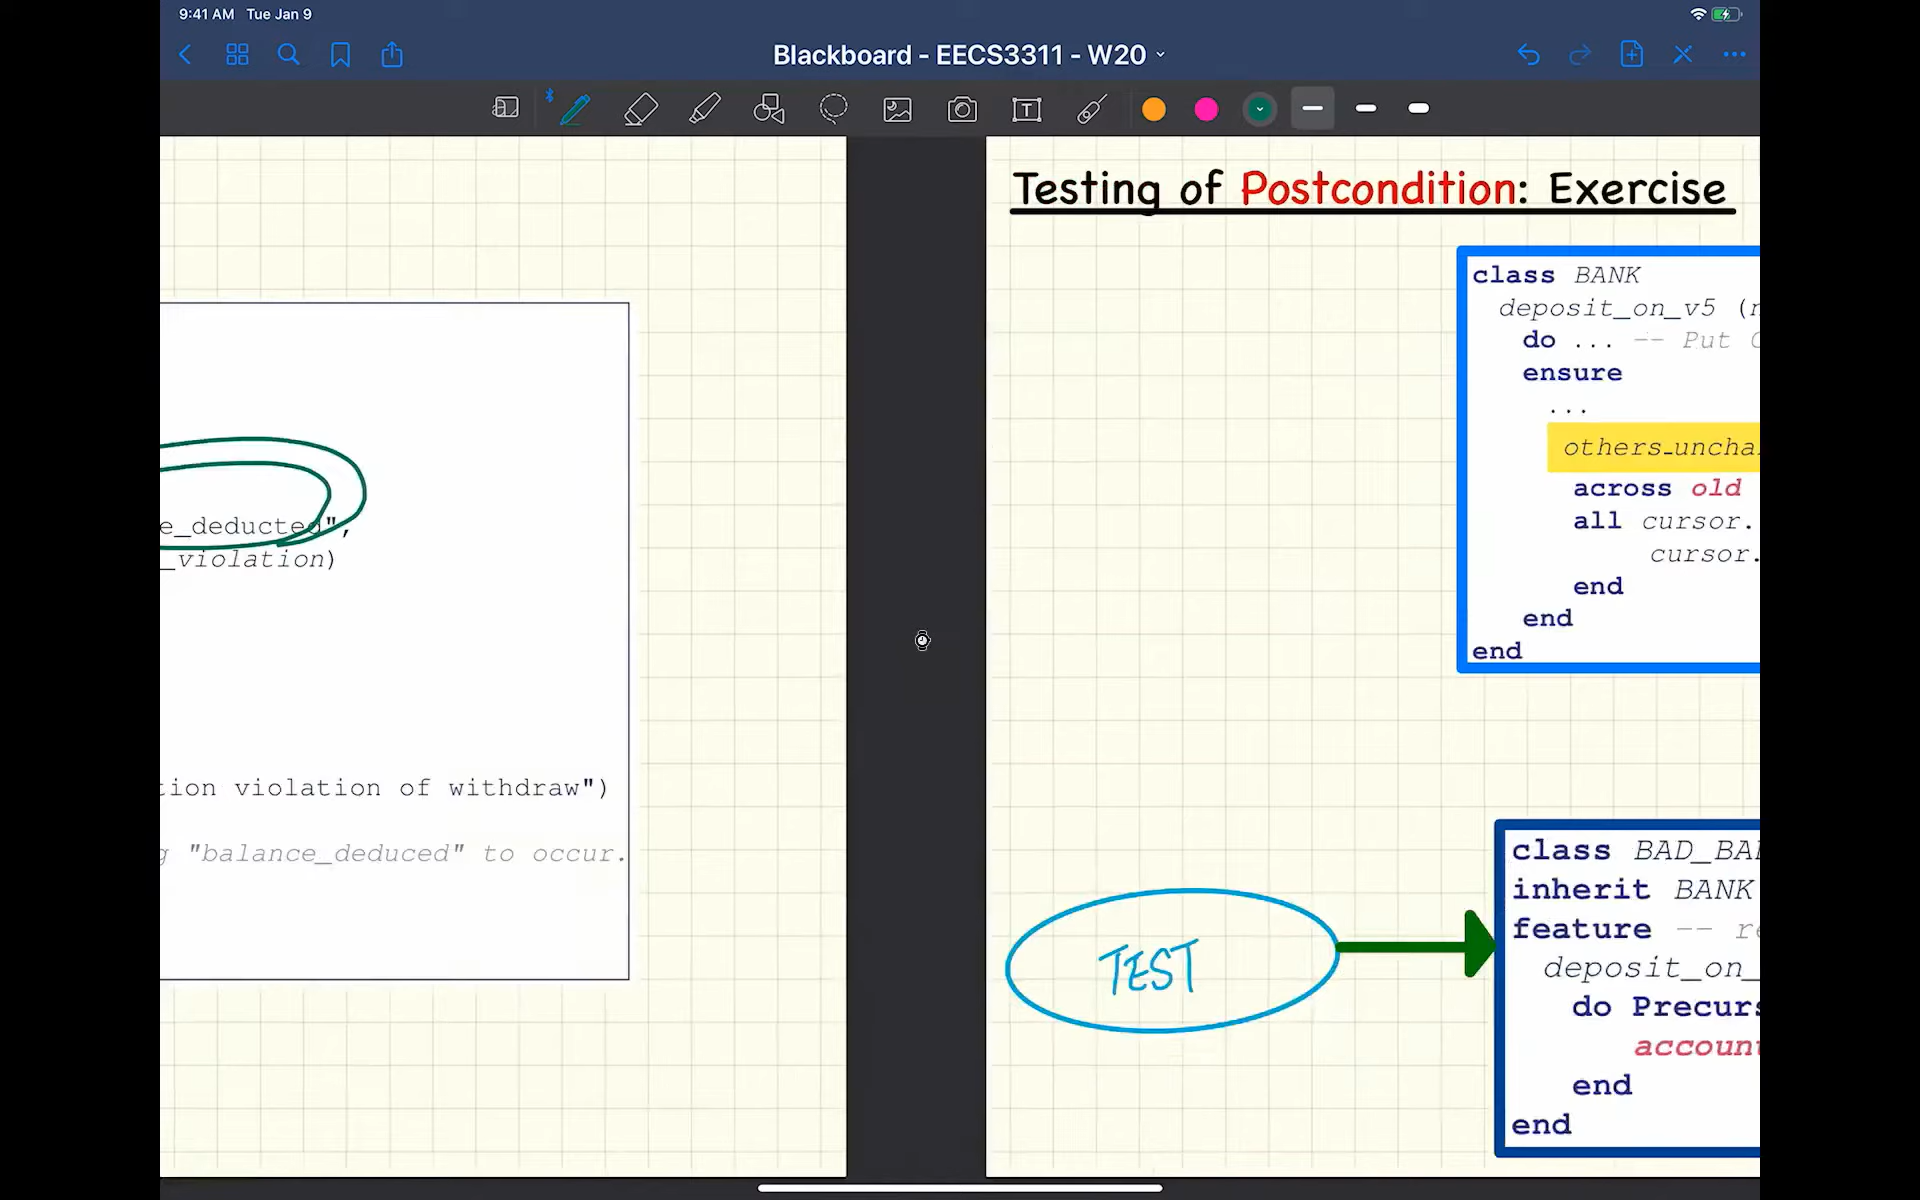 9:41 AM Tue Jan 9
Blackboard - EECS3311 - W20
e_deducted",
_violation)
tion violation of withdraw")
"balance_deduced" to occur.
Testing of Postcondition: Exercise
class BANK
deposit_on_v5 (
do ... -- Put
ensure
...
others_uncha
across old
all cursor.
cursor.
end
end
end
TEST
class BAD_BA
inherit BANK
feature -- re
deposit_on_
do Precurs
account
end
end